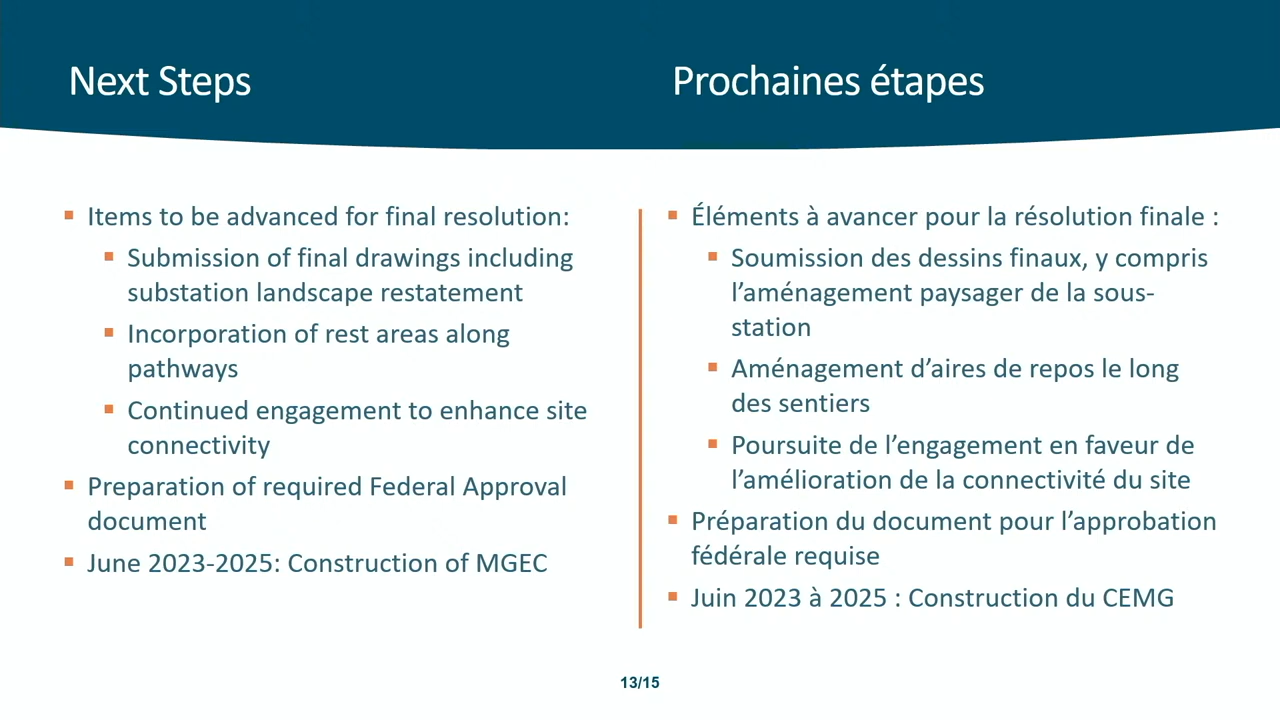 Next Steps
Items to be advanced for final resolution:
Submission of final drawings including
substation landscape restatement
Incorporation of rest areas along
pathways
Continued engagement to enhance site
connectivity
Preparation of required Federal Approval
document
June 2023-2025: Construction of MGEC
Prochaines étapes
Éléments à avancer pour la résolution finale :
Soumission des dessins finaux, y compris
l’aménagement paysager de la sous-
station
Aménagement d’aires de repos le long
des sentiers
Poursuite de l’engagement en faveur de
l’amélioration de la connectivité du site
Préparation du document pour l’approbation
fédérale requise
Juin 2023 à 2025 : Construction du CEMG
13/15